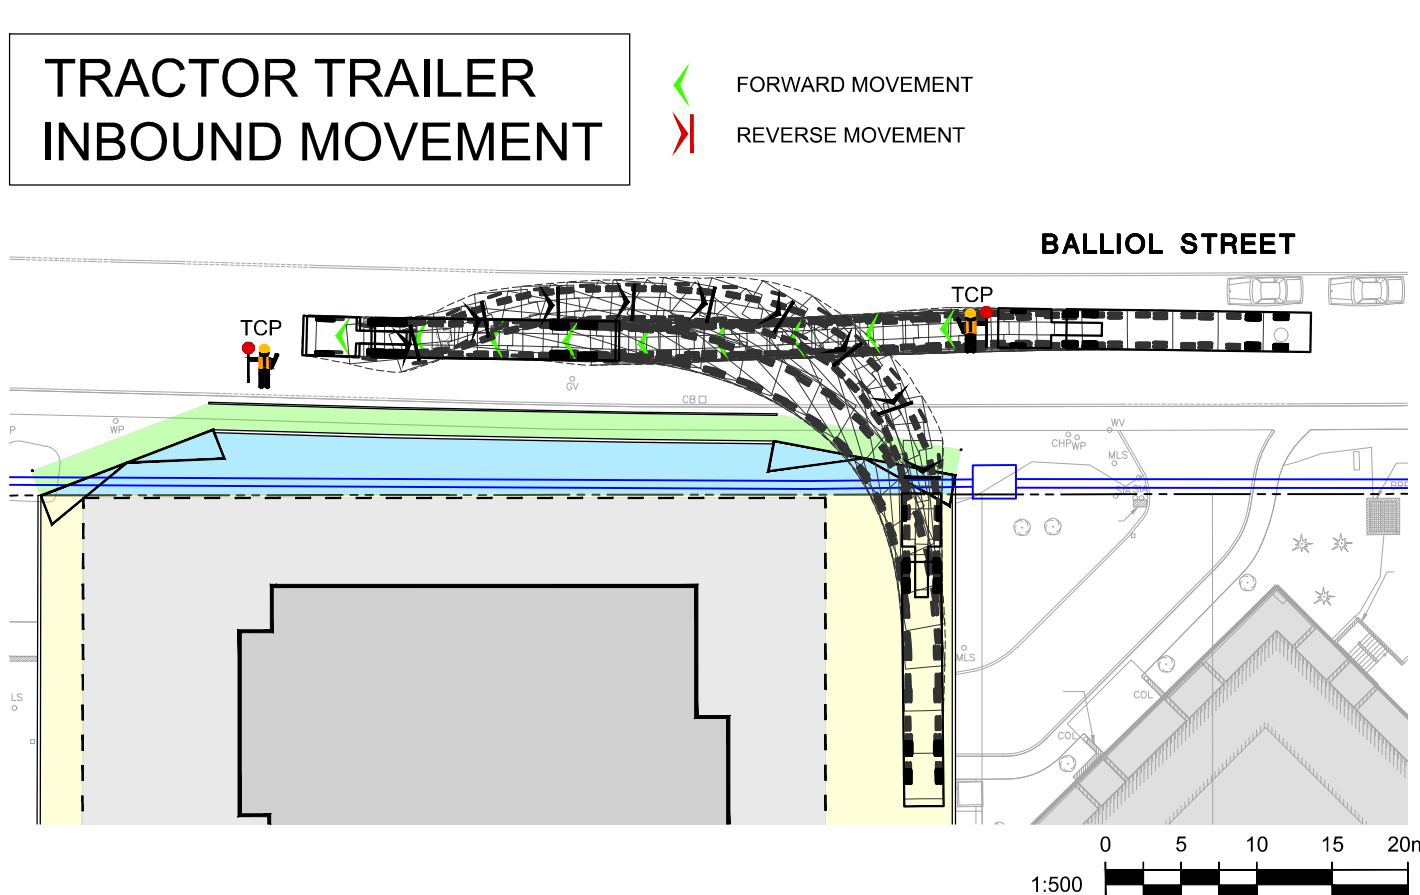 TRACTOR TRAILER
INBOUND MOVEMENT
FORWARD MOVEMENT
REVERSE MOVEMENT
BALLIOL STREET
TCP
TCP
GV
CB
P
WP
WV
CHP
WP
MLS
MLS
LS
COL
COL
0 5 10 15 20m
1:500